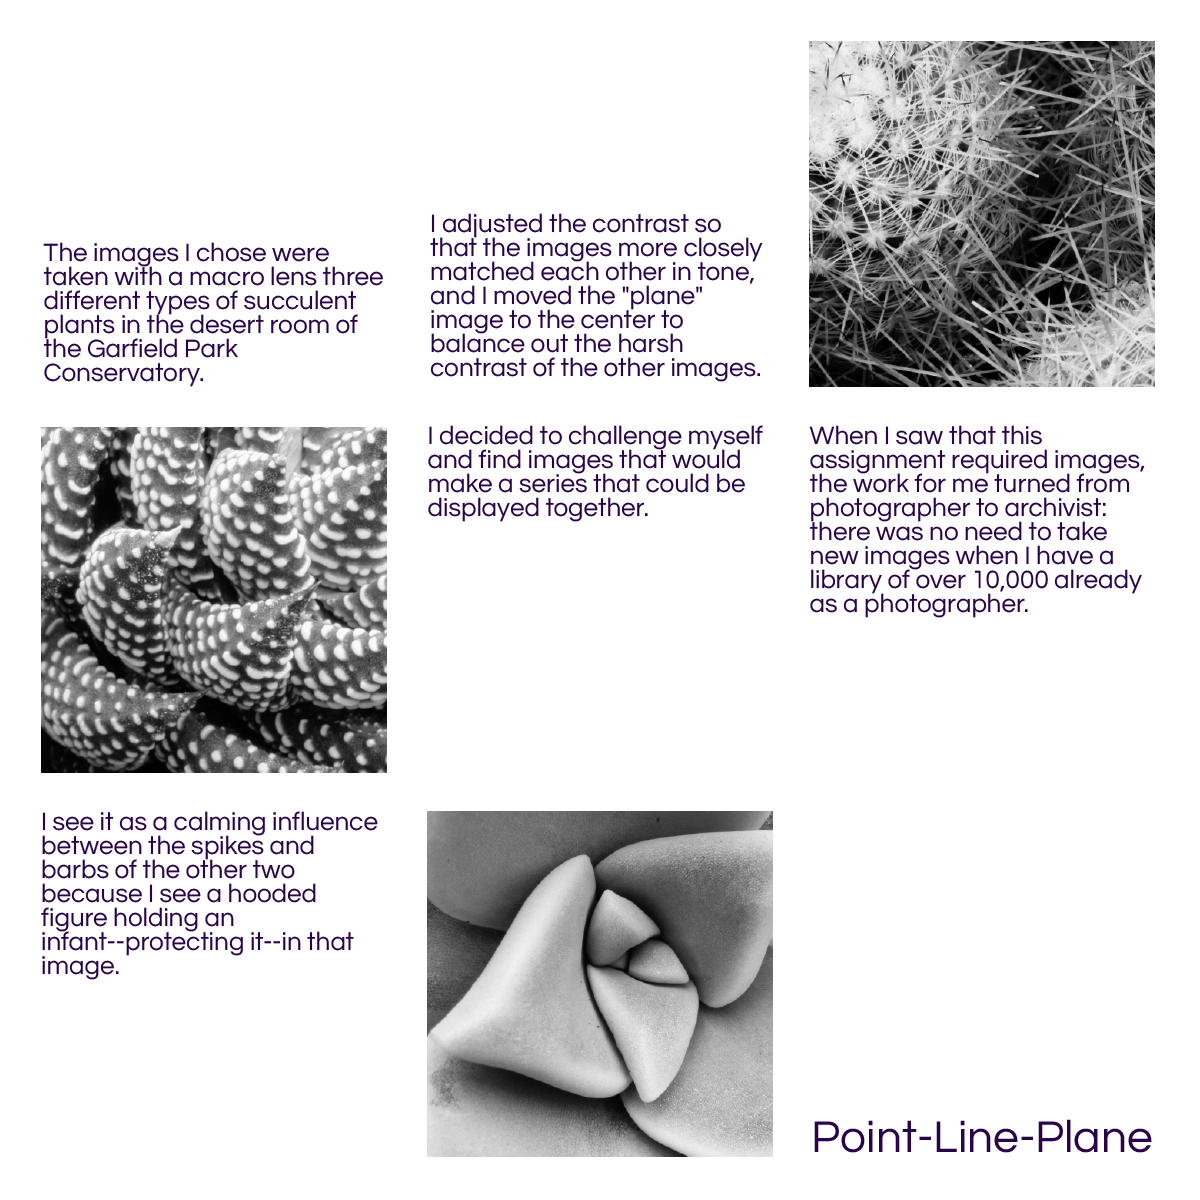 The images I chose were
taken with a macro lens three
different types of succulent
plants in the desert room of
the Garfield Park
Conservatory.
I adjusted the contrast so
that the images more closely
matched each other in tone,
and I moved the "plane"
image to the center to
balance out the harsh
contrast of the other images.
I decided to challenge myself
and find images that would
make a series that could be
displayed together.
When I saw that this
assignment required images,
the work for me turned from
photographer to archivist:
there was no need to take
new images when I have a
library of over 10,000 already
as a photographer.
I see it as a calming influence
between the spikes and
barbs of the other two
because I see a hooded
figure holding an
infant--protecting it--in that
image.
Point-Line-Plane